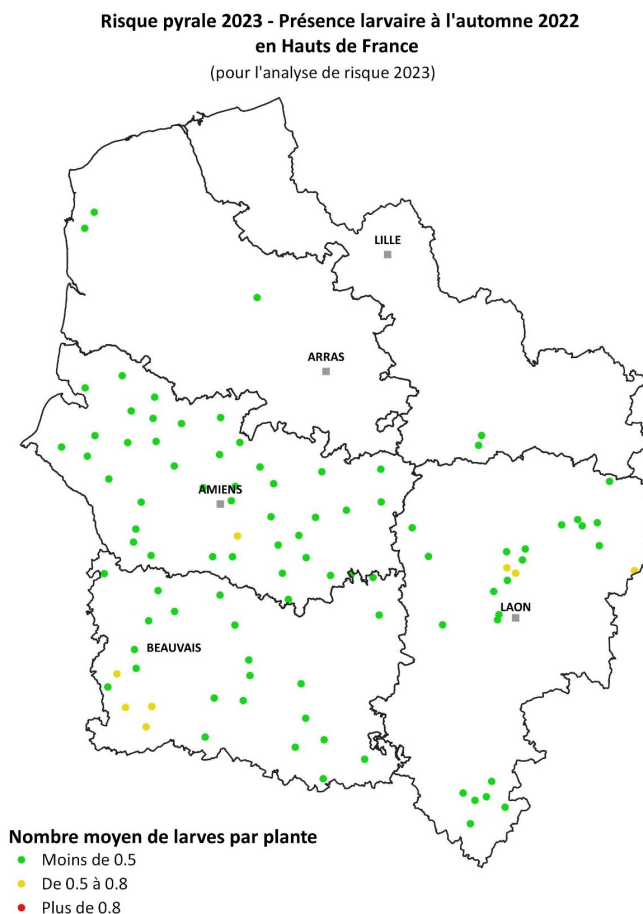 Risque pyrale 2023 - Présence larvaire à l'automne 2022
en Hauts de France
(pour l'analyse de risque 2023)
LILLE
ARRAS
AMIENS
LAON
BEAUVAIS
Nombre moyen de larves par plante
Moins de 0.5
De 0.5 à 0.8
Plus de 0.8